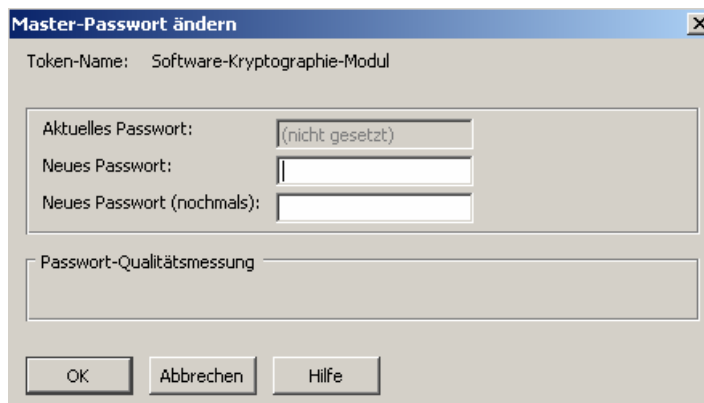 Master-Passwort ändern
Token-Name: Software-Kryptographie-Modul
Aktuelles Passwort: (nicht gesetzt)
Neues Passwort:
Neues Passwort (nochmals):
Passwort-Qualitätsmessung
OK Abbrechen Hilfe